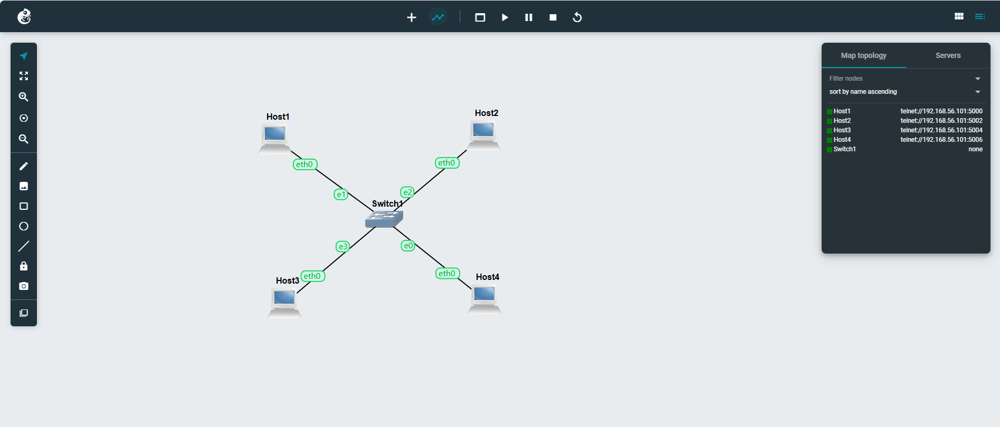 Map topology Servers
Filter nodes
sort by name ascending
Host1 telnet://192.168.56.101:5000
Host2 telnet://192.168.56.101:5002
Host3 telnet://192.168.56.101:5004
Host4 telnet://192.168.56.101:5006
Switch1 none
Host1
Host2
eth0
eth0
e1
e2
Switch1
e3
e0
eth0
eth0
Host3
Host4